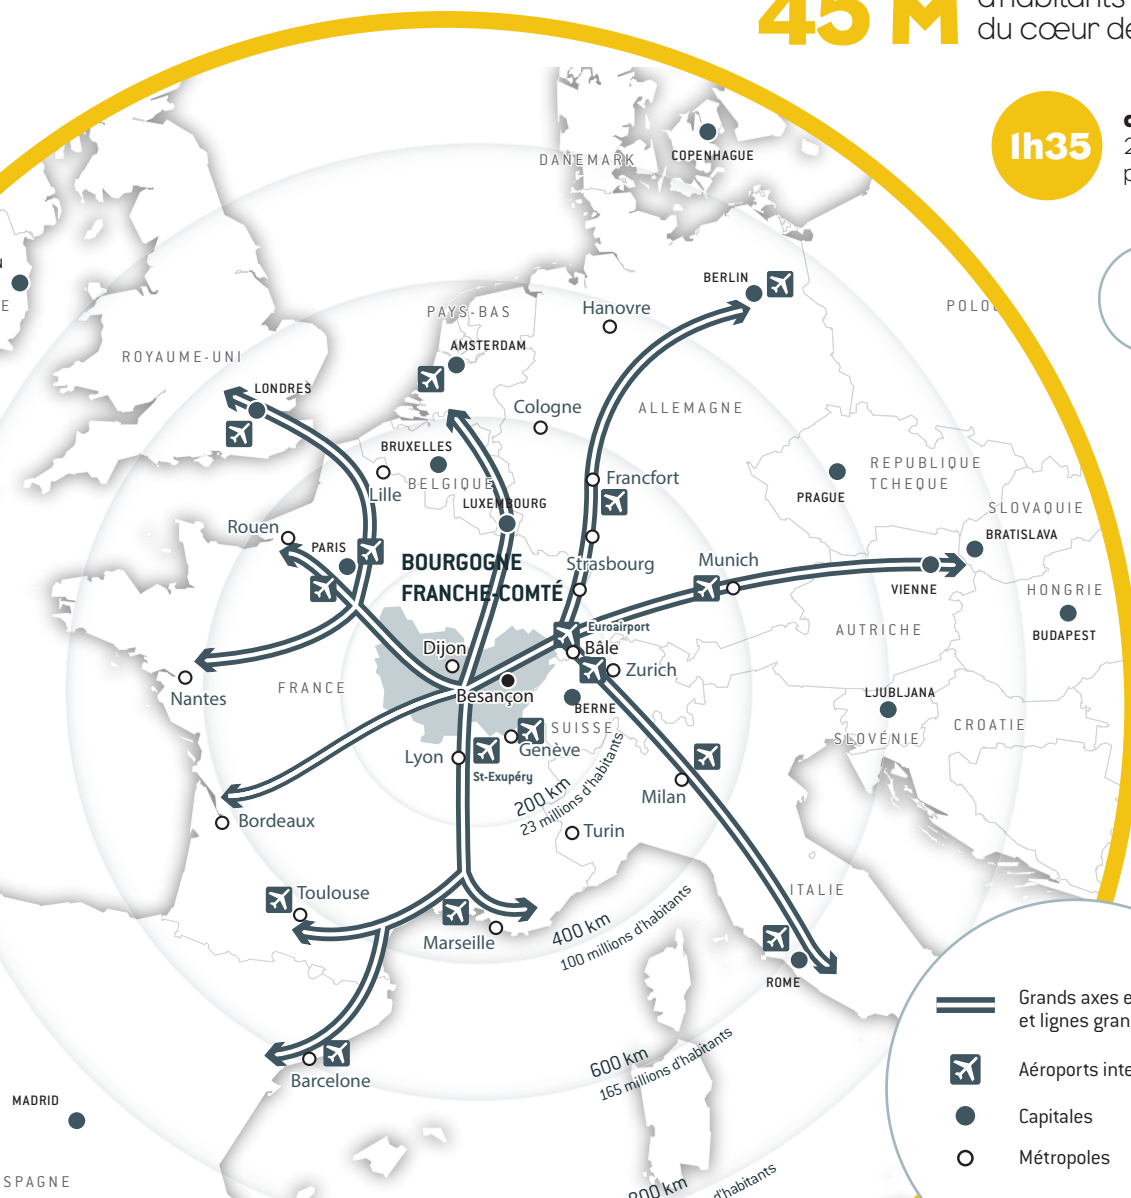 45 M
d'habitants
du cœur de
1h35
DANEMARK
COPENHAGUE
BERLIN
PAYS-BAS
Hanovre
AMSTERDAM
ROYAUME-UNI
LONDRES
Cologne
ALLEMAGNE
BRUXELLES
BELGIQUE
Lille
Francfort
REPUBLIQUE
TCHEQUE
PRAGUE
LUXEMBOURG
SLOVAQUIE
BRATISLAVA
Rouen
PARIS
BOURGOGNE
FRANCHE-COMTÉ
Strasbourg
Munich
VIENNE
HONGRIE
BUDAPEST
Euroairport
AUTRICHE
Dijon
Bâle
Zurich
Besançon
Nantes
FRANCE
BERNE
SUISSE
LJUBLJANA
SLOVÉNIE
CROATIE
Lyon
Genève
St-Exupéry
200 km
23 millions d'habitants
Milan
Bordeaux
Turin
Toulouse
ITALIE
Marseille
400 km
100 millions d'habitants
ROME
600 km
165 millions d'habitants
Barcelone
MADRID
SPAGNE
800 km
d'habitants
Grands axes e
et lignes gran
Aéroports inte
Capitales
Métropoles